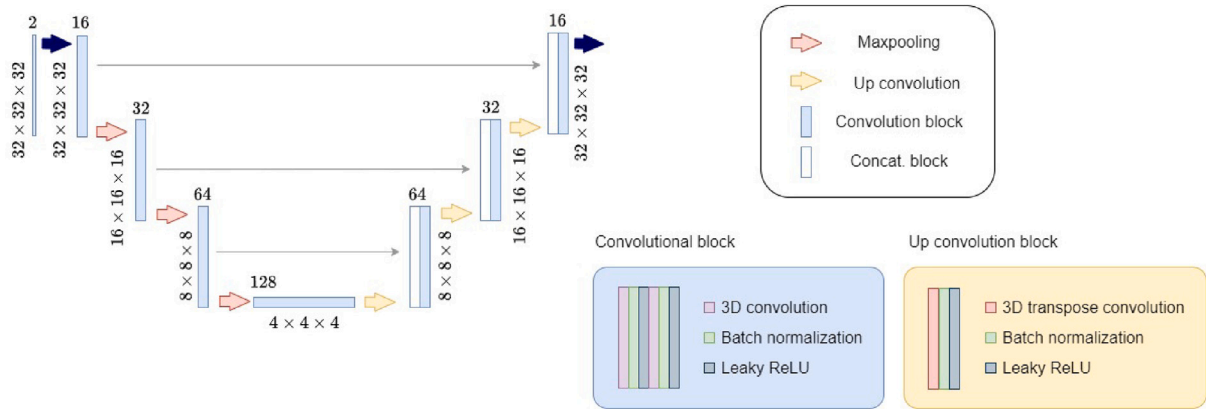 2
16
32 × 32 × 32
32 × 32 × 32
32
16 × 16 × 16
64
8 × 8 × 8
128
4 × 4 × 4
64
8 × 8 × 8
32
16 × 16 × 16
16
32 × 32 × 32
Maxpooling
Up convolution
Convolution block
Concat. block
Convolutional block
3D convolution
Batch normalization
Leaky ReLU
Up convolution block
3D transpose convolution
Batch normalization
Leaky ReLU